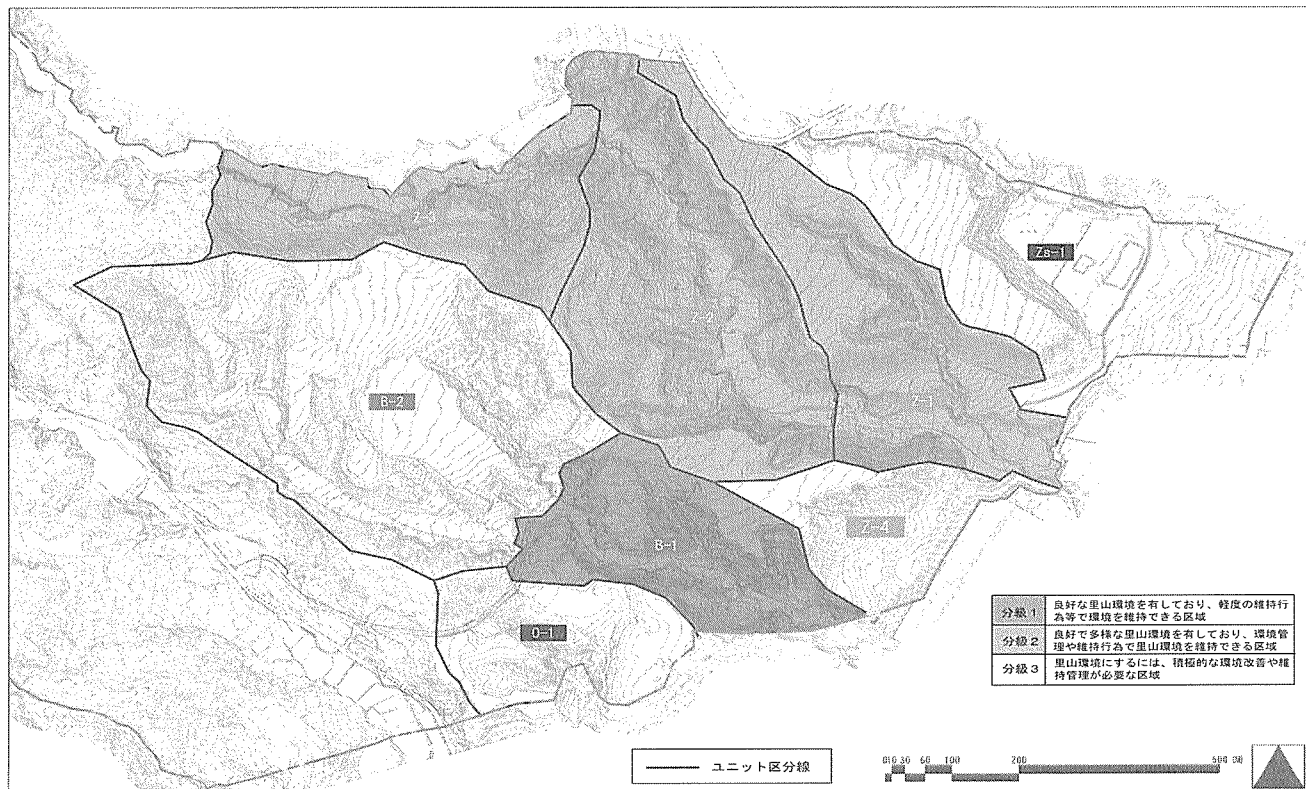 Zs-1
Z-2
Z-1
B-2
B-1
Z-4
O-1
分級1 良好な里山環境を有しており、軽度の維持行
為等で環境を維持できる区域
分級2 良好で多様な里山環境を有しており、環境管
理や維持行為で里山環境を維持できる区域
分級3 里山環境にするには、積極的な環境改善や維
持管理が必要な区域
ユニット区分線
0 10 30 60 100 200 500 (M)